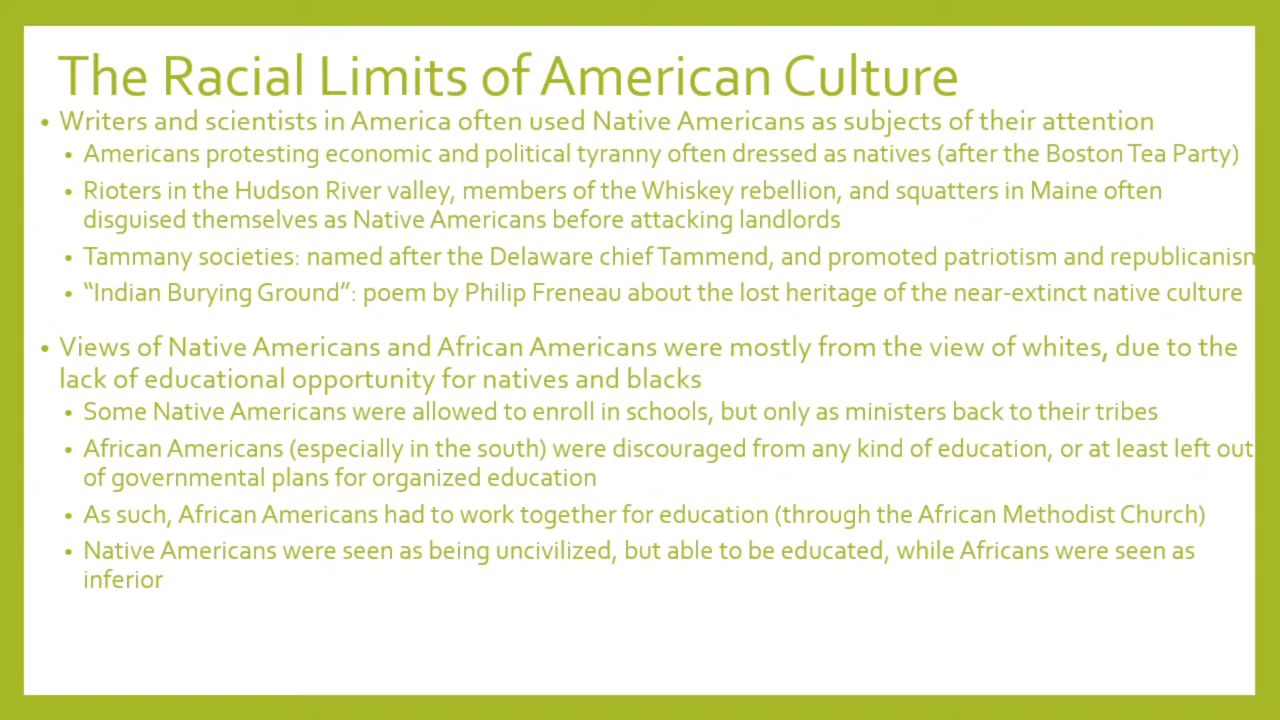 The Racial Limits of American Culture
• Writers and scientists in America often used Native Americans as subjects of their attention
• Americans protesting economic and political tyranny often dressed as natives (after the Boston Tea Party)
• Rioters in the Hudson River valley, members of the Whiskey rebellion, and squatters in Maine often
disguised themselves as Native Americans before attacking landlords
• Tammany societies: named after the Delaware chief Tammend, and promoted patriotism and republicanism
• “Indian Burying Ground”: poem by Philip Freneau about the lost heritage of the near-extinct native culture
• Views of Native Americans and African Americans were mostly from the view of whites, due to the
lack of educational opportunity for natives and blacks
• Some Native Americans were allowed to enroll in schools, but only as ministers back to their tribes
• African Americans (especially in the south) were discouraged from any kind of education, or at least left out
of governmental plans for organized education
• As such, African Americans had to work together for education (through the African Methodist Church)
• Native Americans were seen as being uncivilized, but able to be educated, while Africans were seen as
inferior